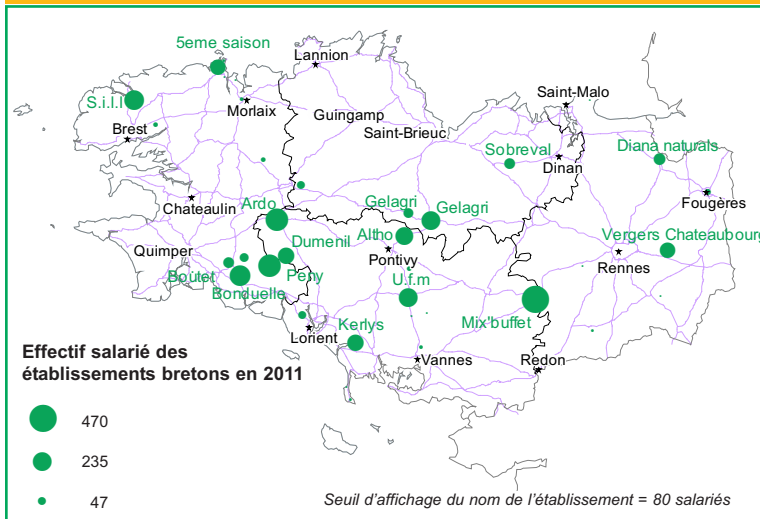 5eme saison
Lannion
S.i.l.l
Morlaix
Saint-Malo
Guingamp
Brest
Saint-Brieuc
Sobreval
Diana naturals
Dinan
Chateaulin
Ardo
Gelagri
Gelagri
Fougères
Altho
Vergers Chateaubourg
Quimper
Dumenil
Pontivy
Rennes
Boutet
Peny
U.f.m
Bonduelle
Mix'buffet
Lorient
Kerlys
Vannes
Redon
Effectif salarié des
établissements bretons en 2011
470
235
47
Seuil d'affichage du nom de l'établissement = 80 salariés